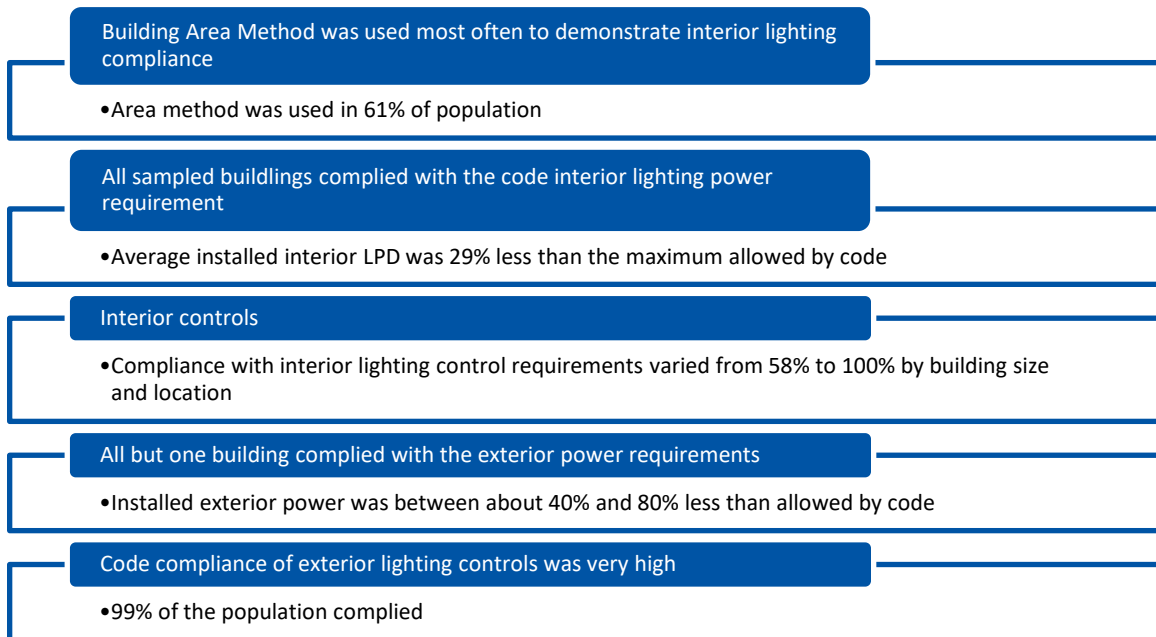 Building Area Method was used most often to demonstrate interior lighting
compliance
•Area method was used in 61% of population
All sampled buildlings complied with the code interior lighting power
requirement
•Average installed interior LPD was 29% less than the maximum allowed by code
Interior controls
•Compliance with interior lighting control requirements varied from 58% to 100% by building size
and location
All but one building complied with the exterior power requirements
•Installed exterior power was between about 40% and 80% less than allowed by code
Code compliance of exterior lighting controls was very high
•99% of the population complied